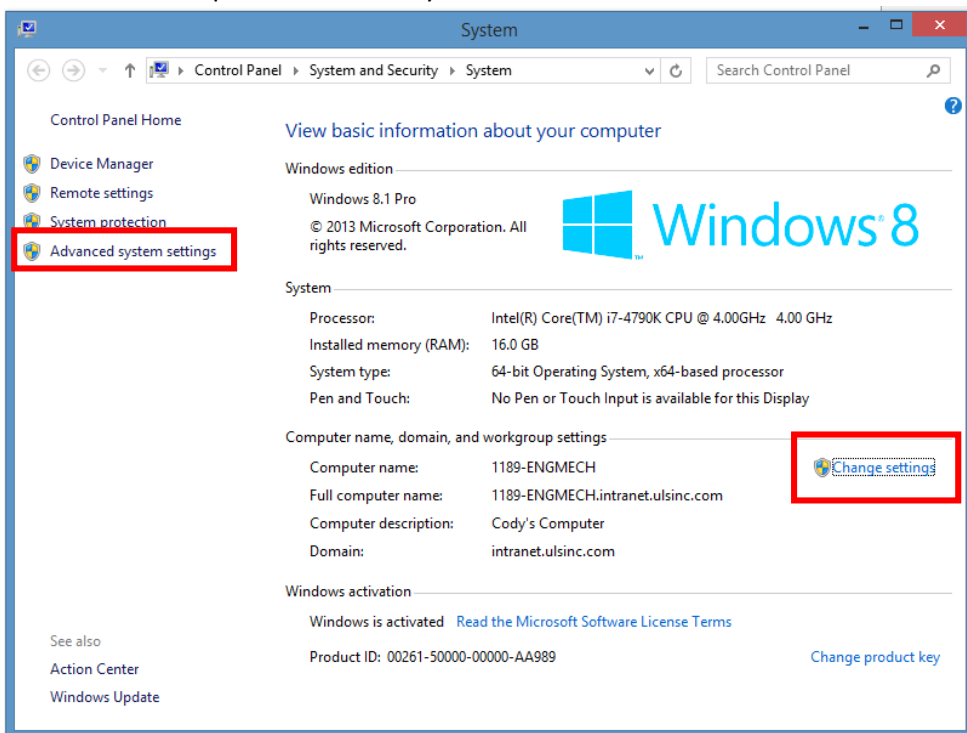 System
Control Panel System and Security System Search Control Panel
Control Panel Home
Device Manager
Remote settings
System protection
Advanced system settings
View basic information about your computer
Windows edition
Windows 8.1 Pro
© 2013 Microsoft Corporation. All
rights reserved.
Windows 8
System
Processor: Intel(R) Core(TM) i7-4790K CPU @ 4.00GHz 4.00 GHz
Installed memory (RAM): 16.0 GB
System type: 64-bit Operating System, x64-based processor
Pen and Touch: No Pen or Touch Input is available for this Display
Computer name, domain, and workgroup settings
Computer name: 1189-ENGMECH Change settings
Full computer name: 1189-ENGMECH.intranet.ulsinc.com
Computer description: Cody's Computer
Domain: intranet.ulsinc.com
Windows activation
Windows is activated Read the Microsoft Software License Terms
Product ID: 00261-50000-00000-AA989 Change product key
See also
Action Center
Windows Update